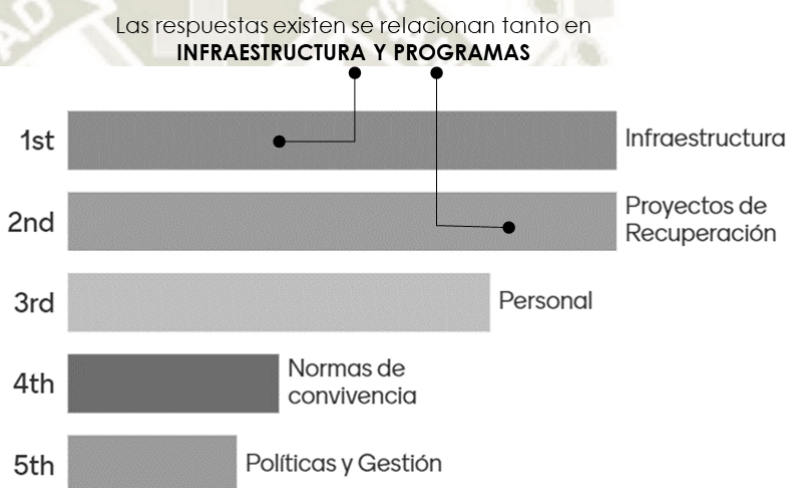 AD
Las respuestas existen se relacionan tanto en
INFRAESTRUCTURA Y PROGRAMAS
1st
Infraestructura
2nd
Proyectos de
Recuperación
3rd
Personal
4th
Normas de
convivencia
5th
Políticas y Gestión